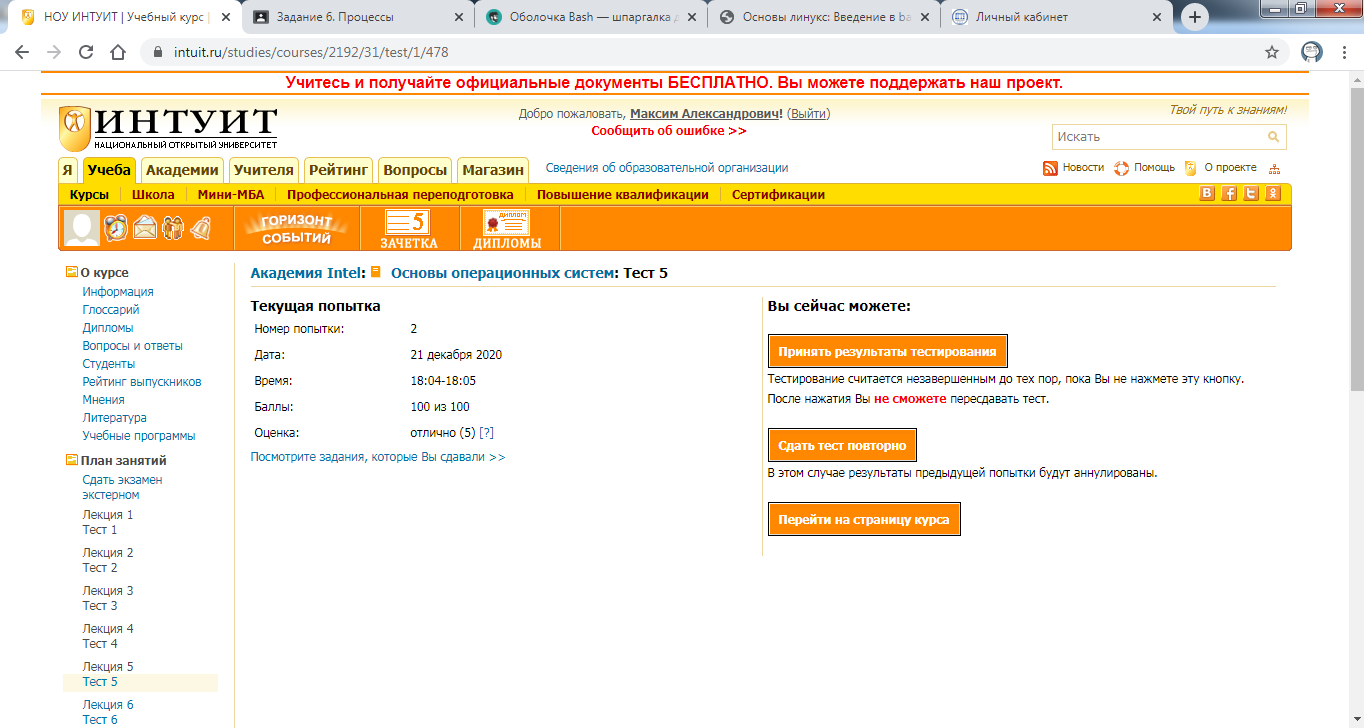 НОУ ИНТУИТ | Учебный курс |
Задание 6. Процессы
Оболочка Bash — шпаргалка д
Основы линукс: Введение в ba
Личный кабинет
intuit.ru/studies/courses/2192/31/test/1/478
Учитесь и получайте официальные документы БЕСПЛАТНО. Вы можете поддержать наш проект.
ИНТУИТ
НАЦИОНАЛЬНЫЙ ОТКРЫТЫЙ УНИВЕРСИТЕТ
Добро пожаловать, Максим Александрович! (Выйти)
Сообщить об ошибке >>
Твой путь к знаниям!
Искать
Я Учеба Академии Учителя Рейтинг Вопросы Магазин Сведения об образовательной организации
Новости Помощь О проекте
Курсы Школа Мини-МБА Профессиональная переподготовка Повышение квалификации Сертификации
ГОРИЗОНТ СОБЫТИЙ
5
ЗАЧЕТКА
ДИПЛОМ
ДИПЛОМЫ
О курсе
Информация
Глоссарий
Дипломы
Вопросы и ответы
Студенты
Рейтинг выпускников
Мнения
Литература
Учебные программы
План занятий
Сдать экзамен
экстерном
Лекция 1
Тест 1
Лекция 2
Тест 2
Лекция 3
Тест 3
Лекция 4
Тест 4
Лекция 5
Тест 5
Лекция 6
Тест 6
Академия Intel: Основы операционных систем: Тест 5
Текущая попытка
Номер попытки: 2
Дата: 21 декабря 2020
Время: 18:04-18:05
Баллы: 100 из 100
Оценка: отлично (5) [?]
Посмотрите задания, которые Вы сдавали >>
Вы сейчас можете:
Принять результаты тестирования
Тестирование считается незавершенным до тех пор, пока Вы не нажмете эту кнопку.
После нажатия Вы не сможете пересдавать тест.
Сдать тест повторно
В этом случае результаты предыдущей попытки будут аннулированы.
Перейти на страницу курса